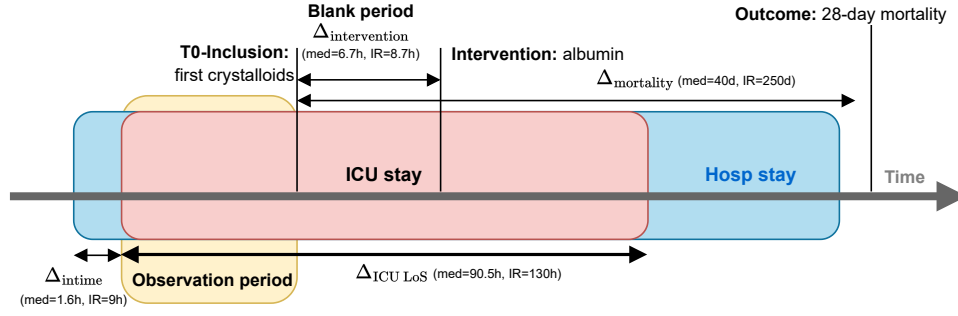 Blank period
Δintervention
(med=6.7h, IR=8.7h)
Outcome: 28-day mortality
T0-Inclusion:
first crystalloids
Intervention: albumin
Δmortality (med=40d, IR=250d)
ICU stay
Hosp stay
Time
Δintime
(med=1.6h, IR=9h)
Observation period
ΔICU LoS (med=90.5h, IR=130h)